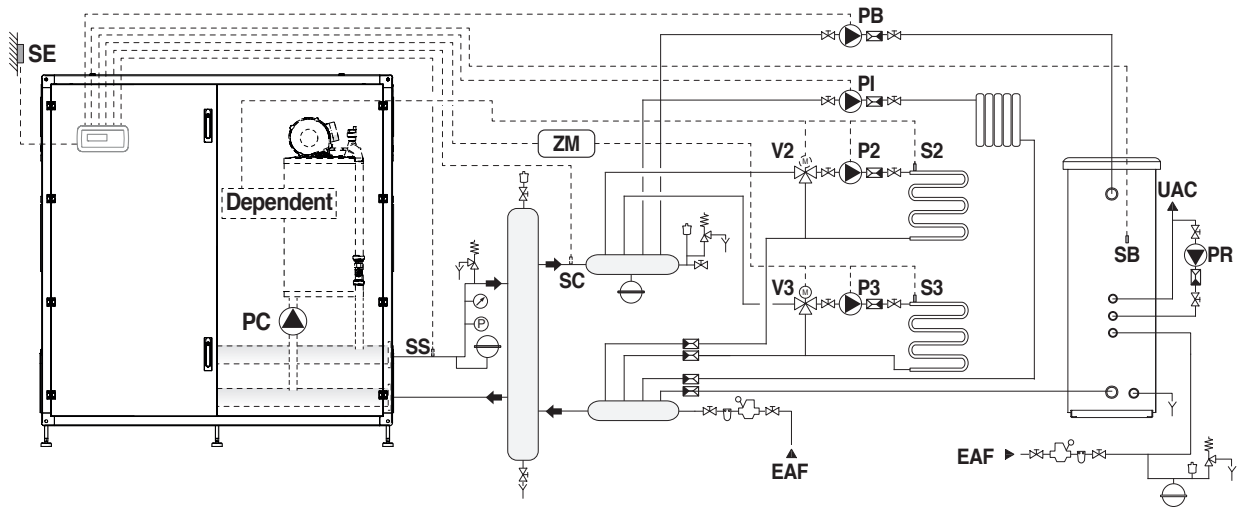 PB
SE
PI
ZM
V2
P2
S2
UAC
Dependent
SB
PR
SC
V3
P3
S3
PC
SS
P
M
M
EAF
EAF